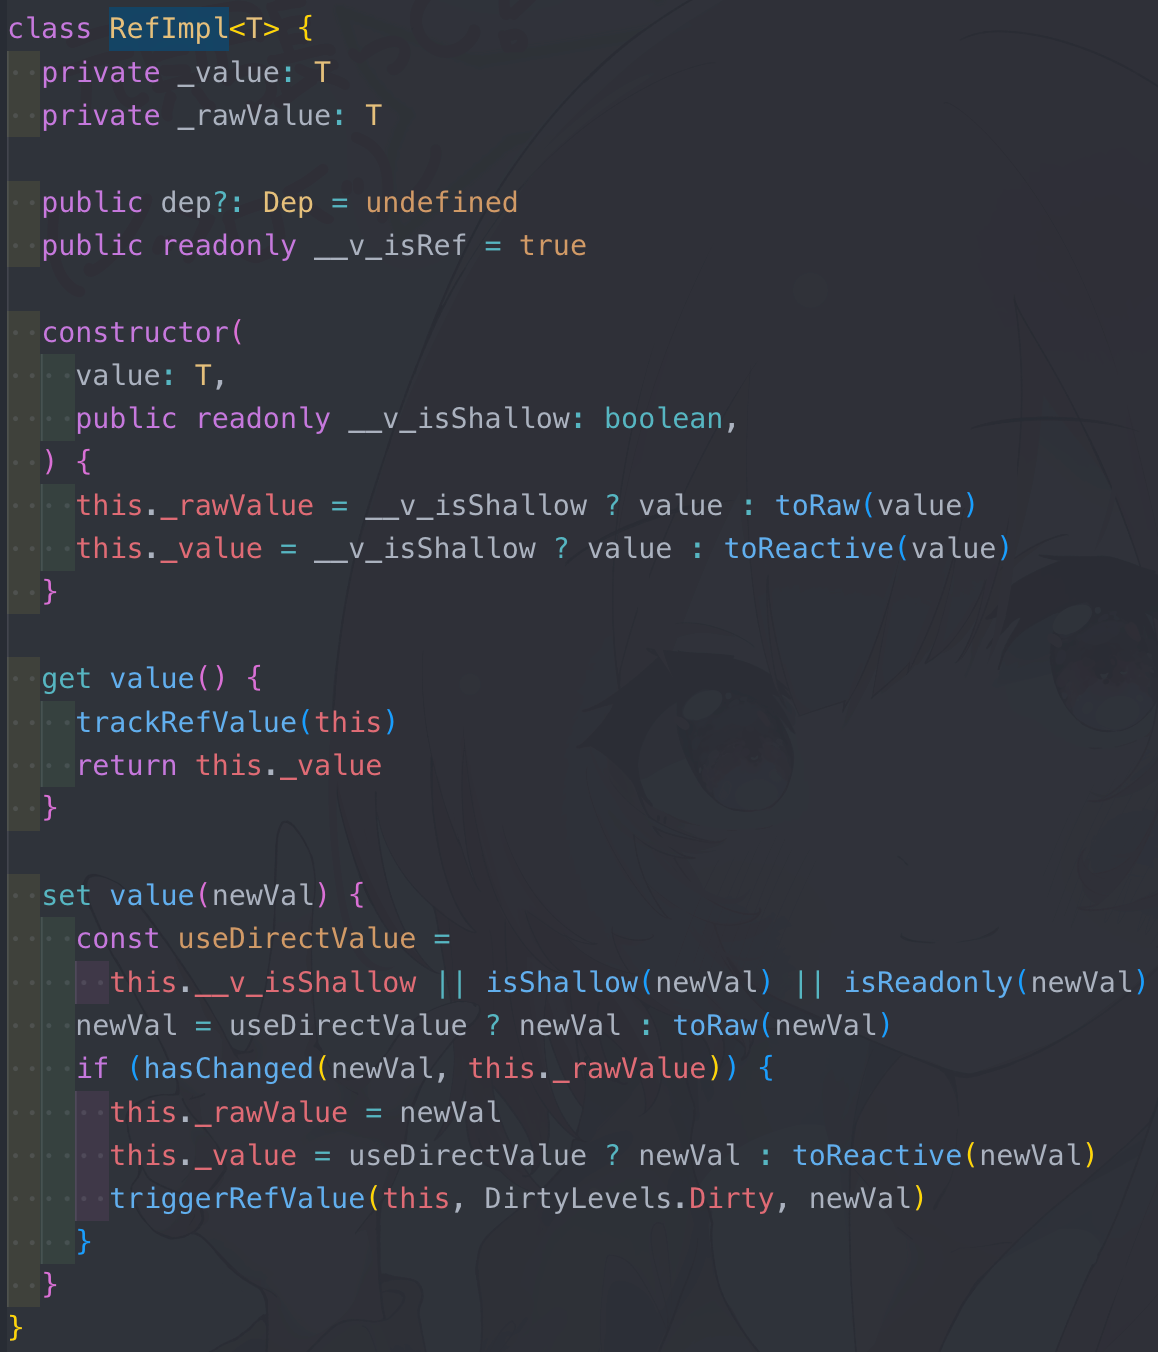 class RefImpl<T> {
  private _value: T
  private _rawValue: T

  public dep?: Dep = undefined
  public readonly __v_isRef = true

  constructor(
    value: T,
    public readonly __v_isShallow: boolean,
  ) {
    this._rawValue = __v_isShallow ? value : toRaw(value)
    this._value = __v_isShallow ? value : toReactive(value)
  }

  get value() {
    trackRefValue(this)
    return this._value
  }

  set value(newVal) {
    const useDirectValue =
      this.__v_isShallow || isShallow(newVal) || isReadonly(newVal)
    newVal = useDirectValue ? newVal : toRaw(newVal)
    if (hasChanged(newVal, this._rawValue)) {
      this._rawValue = newVal
      this._value = useDirectValue ? newVal : toReactive(newVal)
      triggerRefValue(this, DirtyLevels.Dirty, newVal)
    }
  }
}